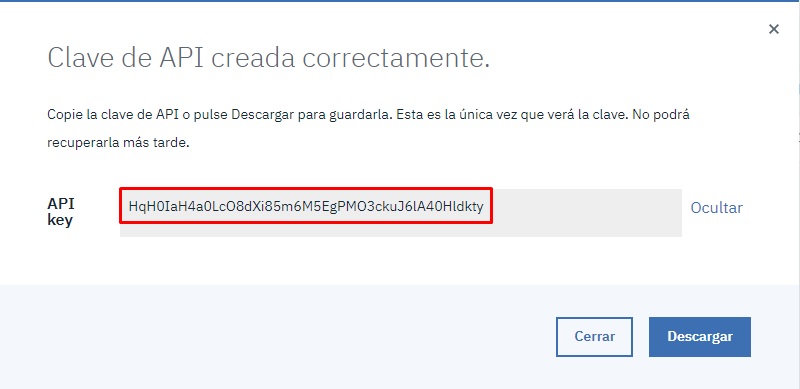 Clave de API creada correctamente.
Copie la clave de API o pulse Descargar para guardarla. Esta es la única vez que verá la clave. No podrá
recuperarla más tarde.
API
key
HqH0IaH4a0LcO8dXi85m6M5EgPMO3ckuJ6lA40Hldkty
Ocultar
Cerrar
Descargar